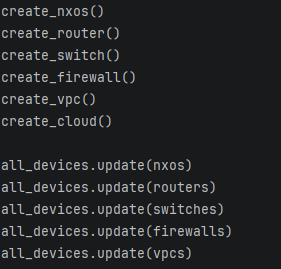 create_nxos()
create_router()
create_switch()
create_firewall()
create_vpc()
create_cloud()
all_devices.update(nxos)
all_devices.update(routers)
all_devices.update(switches)
all_devices.update(firewalls)
all_devices.update(vpcs)